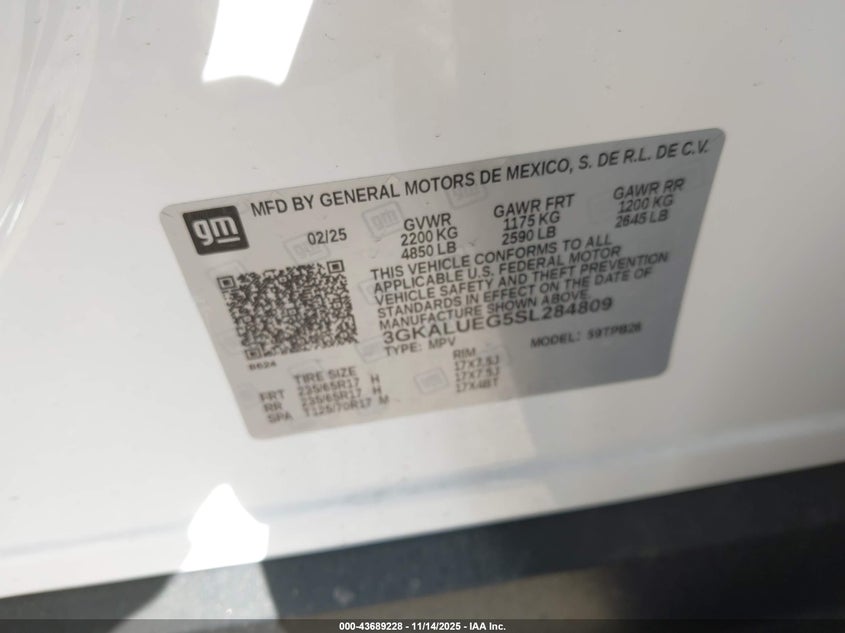 gm
MFD BY GENERAL MOTORS DE MEXICO, S. DE R.L. DE C.V.
02/25
GVWR
2200 KG
4850 LB
GAWR FRT
1175 KG
2590 LB
GAWR RR
1200 KG
2645 LB
THIS VEHICLE CONFORMS TO ALL
APPLICABLE U.S. FEDERAL MOTOR
VEHICLE SAFETY AND THEFT PREVENTION
STANDARDS IN EFFECT ON THE DATE OF
MANUFACTURE SHOWN ABOVE.
3GKALUEG5SL284809
TYPE: MPV
MODEL: 59TPB26
B624
TIRE SIZE
RIM
FRT 235/65R17 H 17X7.5J
RR 235/65R17 H 17X7.5J
SPA T125/70R17 M 17X4BT
000-43689228 - 11/14/2025 - IAA Inc.